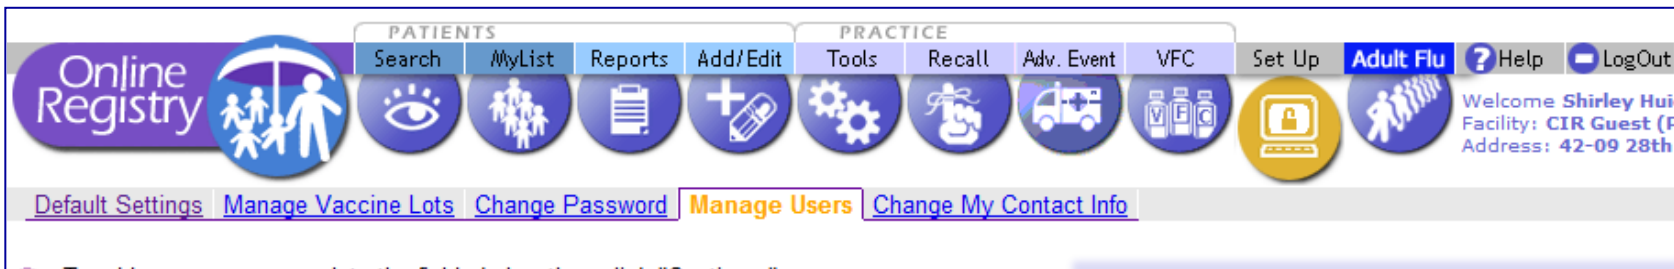 PATIENTS PRACTICE
Search MyList Reports Add/Edit Tools Recall Adv. Event VFC Set Up Adult Flu ? Help LogOut
Online
Registry
V F C
Welcome Shirley Hui
Facility: CIR Guest (
Address: 42-09 28th
Default Settings Manage Vaccine Lots Change Password Manage Users Change My Contact Info